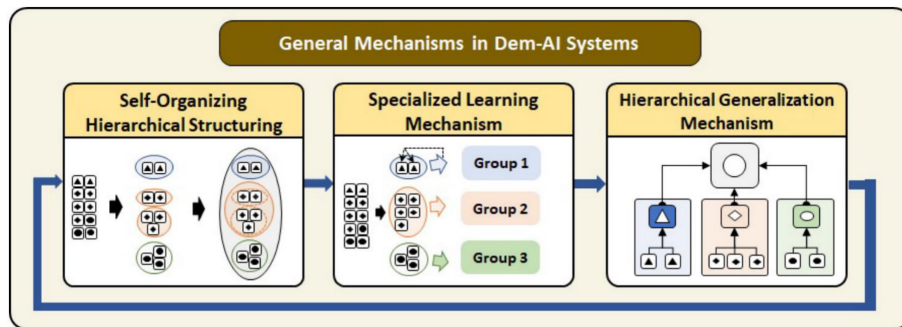 General Mechanisms in Dem-AI Systems
Self-Organizing
Hierarchical Structuring
Specialized Learning
Mechanism
Group 1
Group 2
Group 3
Hierarchical Generalization
Mechanism